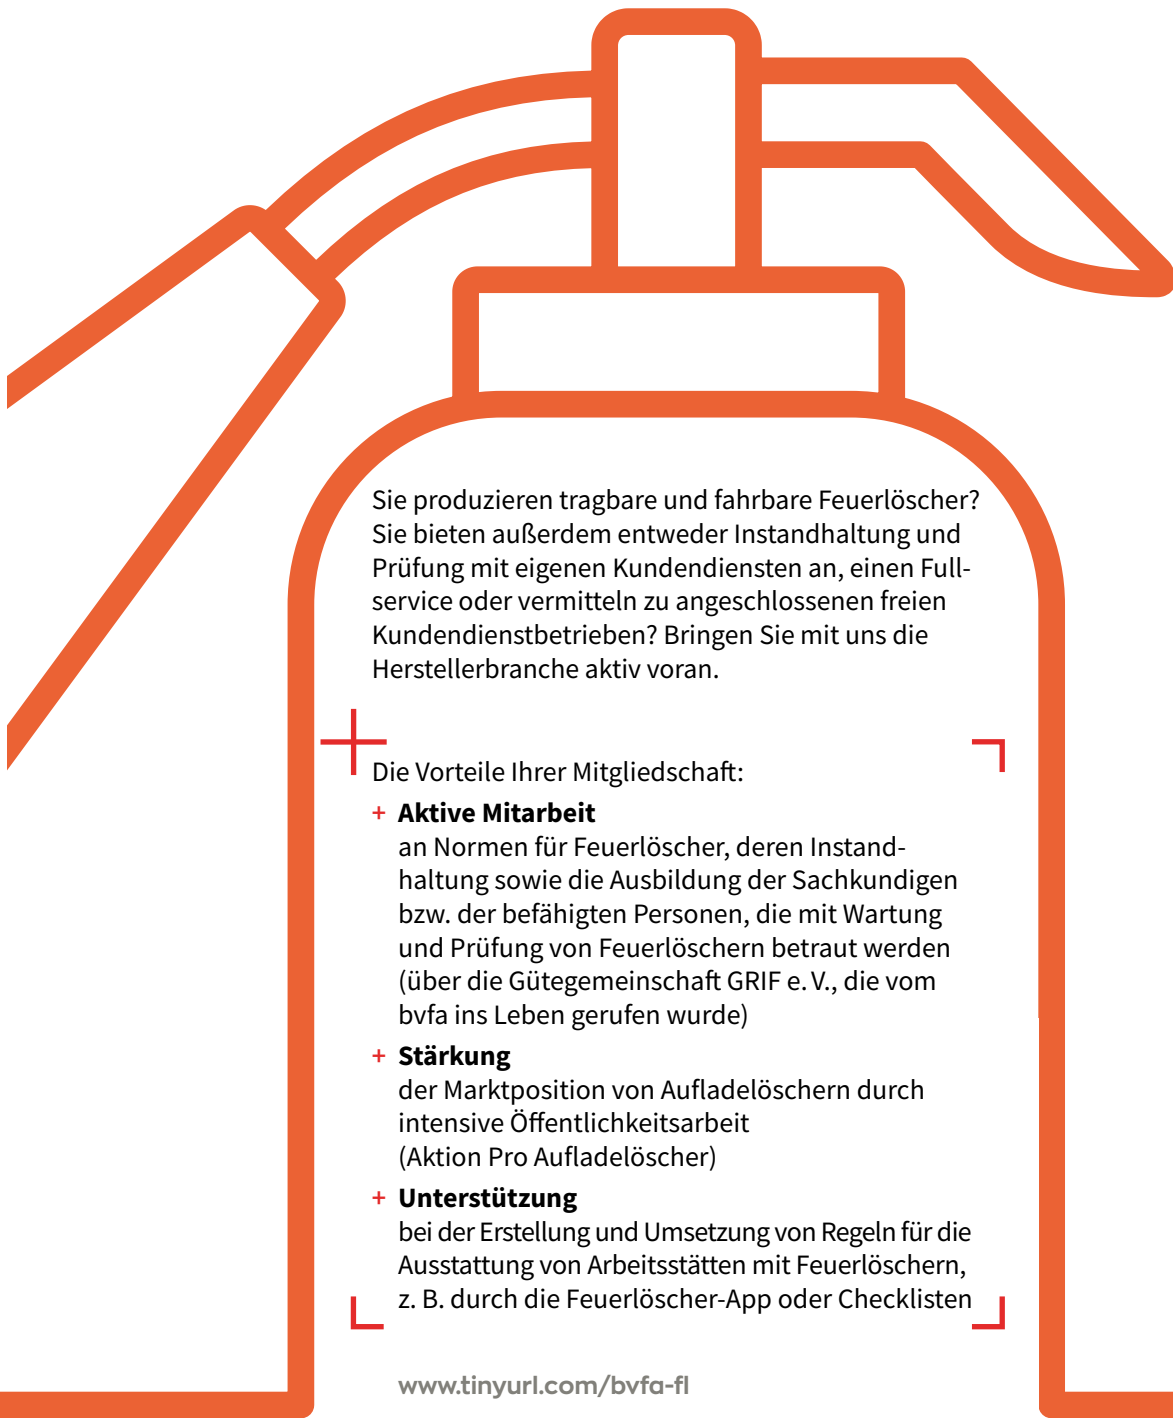 Sie produzieren tragbare und fahrbare Feuerlöscher?
Sie bieten außerdem entweder Instandhaltung und
Prüfung mit eigenen Kundendiensten an, einen Full-
service oder vermitteln zu angeschlossenen freien
Kundendienstbetrieben? Bringen Sie mit uns die
Herstellerbranche aktiv voran.
Die Vorteile Ihrer Mitgliedschaft:
+ Aktive Mitarbeit
an Normen für Feuerlöscher, deren Instand-
haltung sowie die Ausbildung der Sachkundigen
bzw. der befähigten Personen, die mit Wartung
und Prüfung von Feuerlöschern betraut werden
(über die Gütegemeinschaft GRIF e. V., die vom
bvfa ins Leben gerufen wurde)
+ Stärkung
der Marktposition von Aufladelöschern durch
intensive Öffentlichkeitsarbeit
(Aktion Pro Aufladelöscher)
+ Unterstützung
bei der Erstellung und Umsetzung von Regeln für die
Ausstattung von Arbeitsstätten mit Feuerlöschern,
z. B. durch die Feuerlöscher-App oder Checklisten
www.tinyurl.com/bvfa-fl